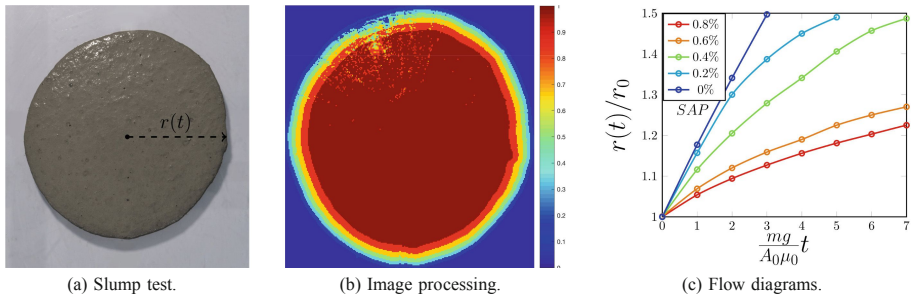 r(t)
(a) Slump test.
1
0.9
0.8
0.7
0.6
0.5
0.4
0.3
0.2
0.1
0
(b) Image processing.
r(t)/r₀
1.5
1.4
1.3
1.2
1.1
1
0.8%
0.6%
0.4%
0.2%
0%
SAP
0 1 2 3 4 5 6 7
mg/A₀μ₀ t
(c) Flow diagrams.